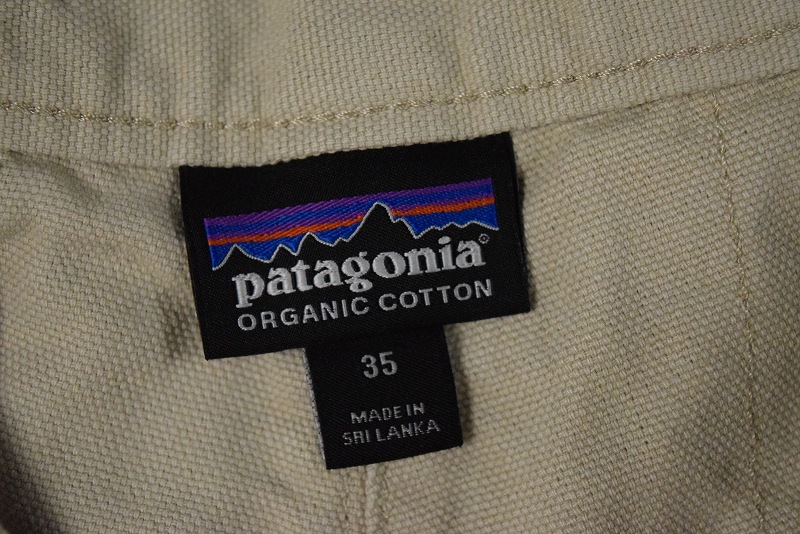 patagonia®
ORGANIC COTTON
35
MADE IN
SRI LANKA